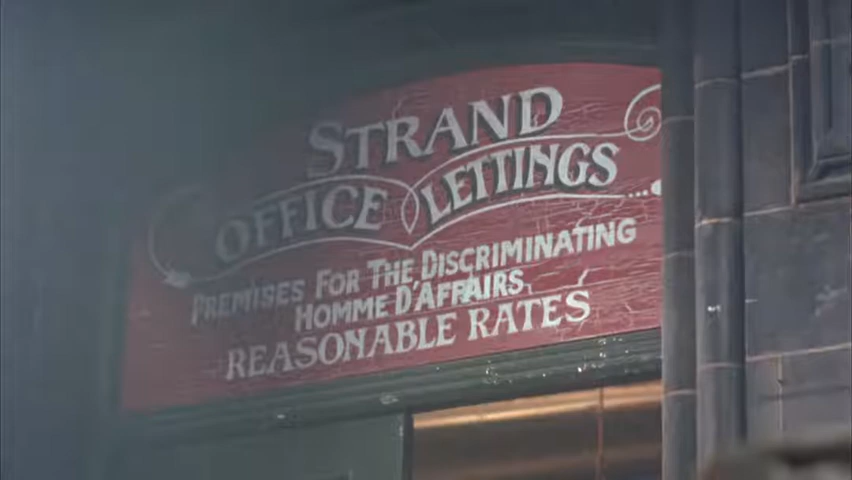 STRAND
OFFICE LETTINGS
PREMISES FOR THE DISCRIMINATING
HOMME D'AFFAIRS
REASONABLE RATES